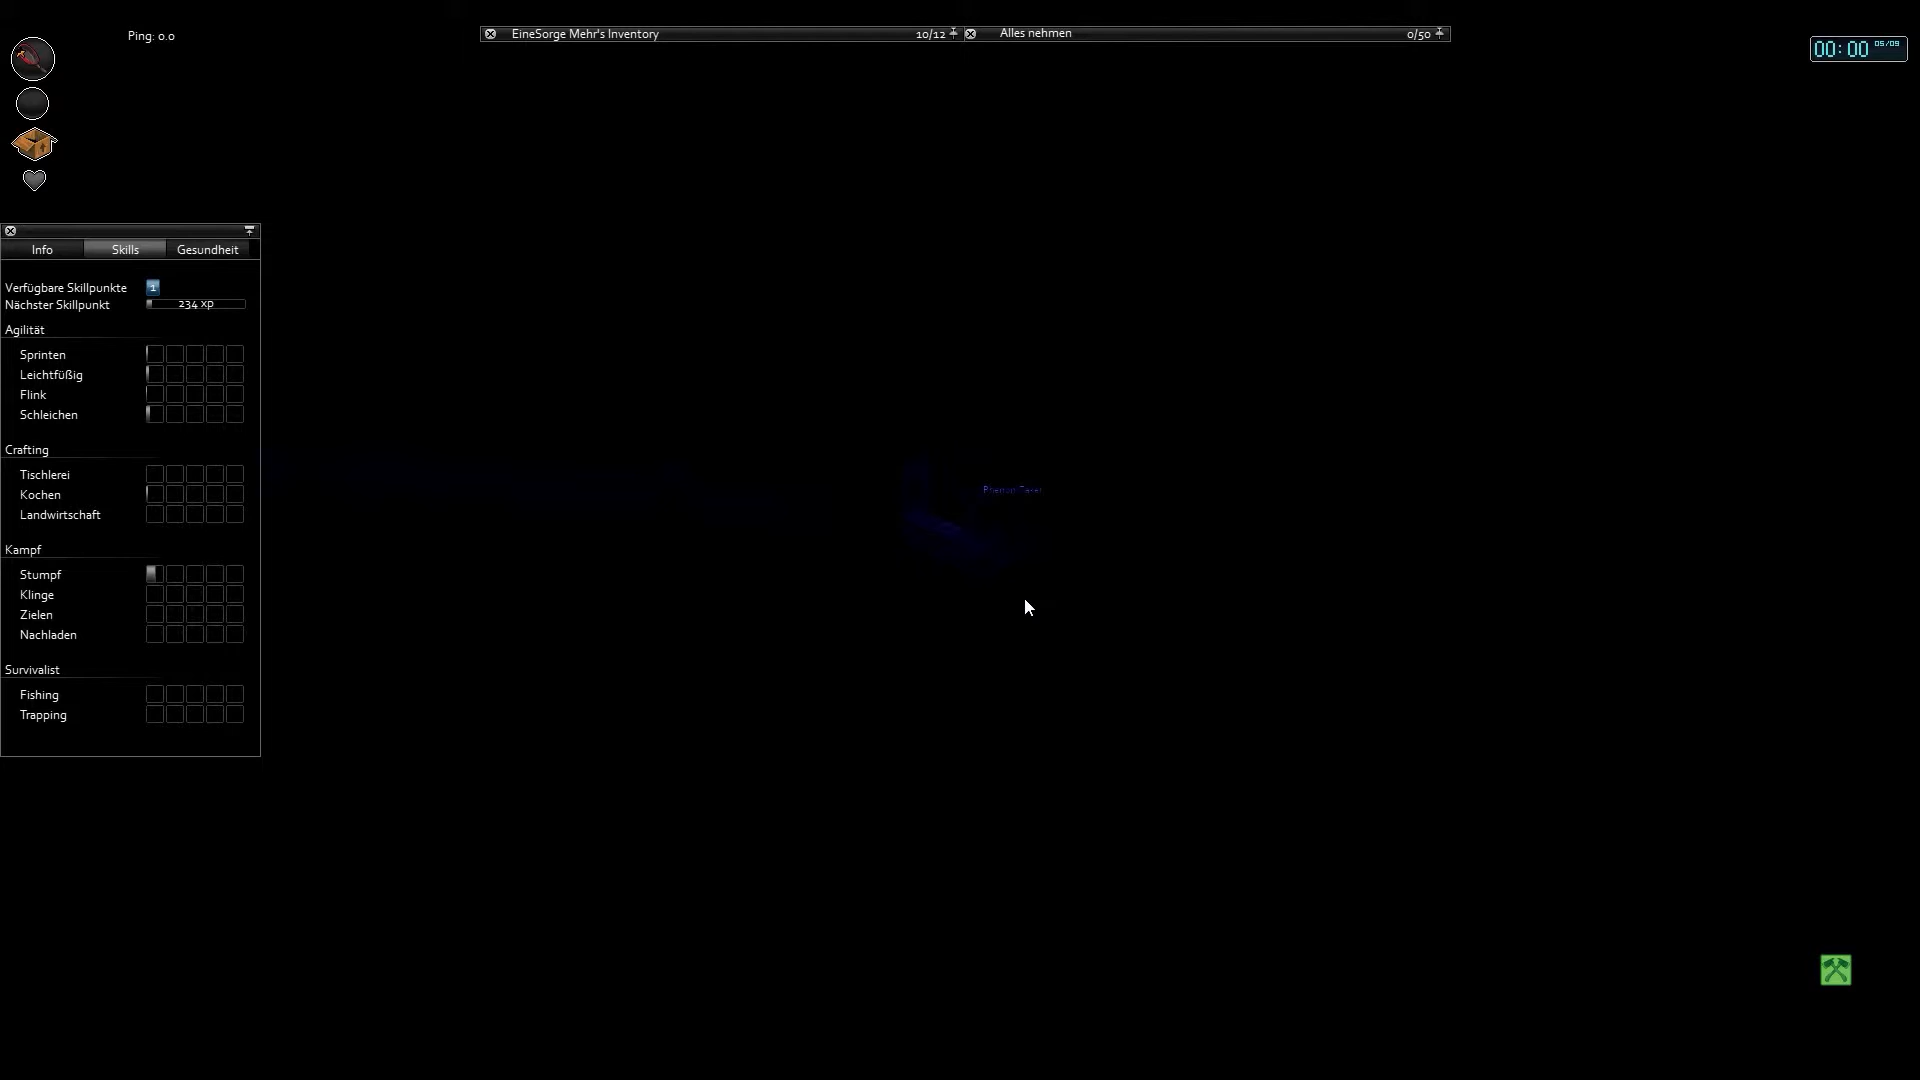 Ping: 0.0
EineSorge Mehr's Inventory 10/12
Alles nehmen 0/50
00:00 05/09
Info Skills Gesundheit
Verfügbare Skillpunkte 1
Nächster Skillpunkt 234 xp
Agilität
Sprinten
Leichtfüßig
Flink
Schleichen
Crafting
Tischlerei
Kochen
Landwirtschaft
Kampf
Stumpf
Klinge
Zielen
Nachladen
Survivalist
Fishing
Trapping